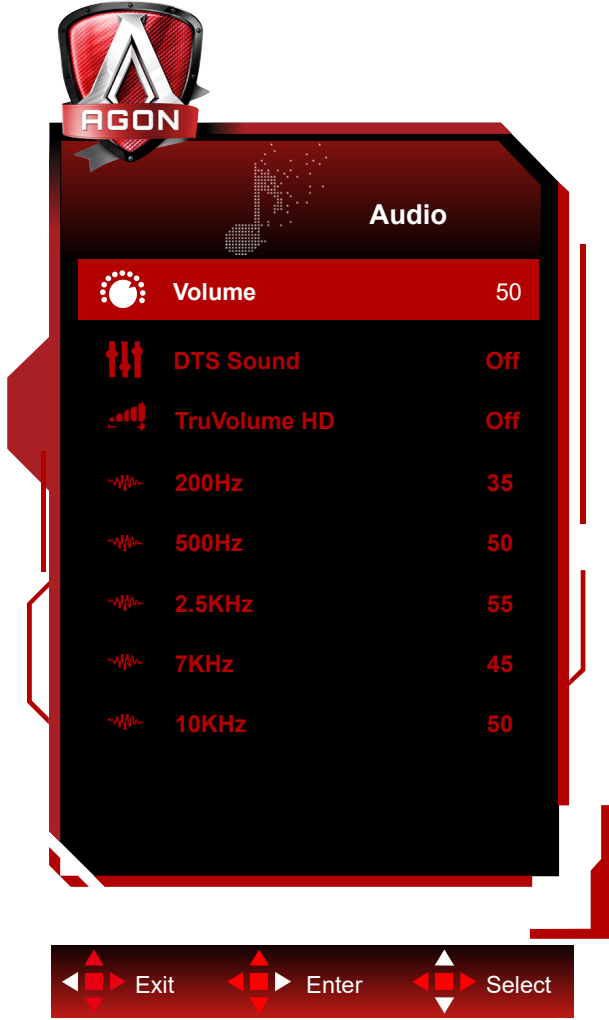 AGON
Audio
Volume 50
DTS Sound Off
TruVolume HD Off
200Hz 35
500Hz 50
2.5KHz 55
7KHz 45
10KHz 50
Exit Enter Select